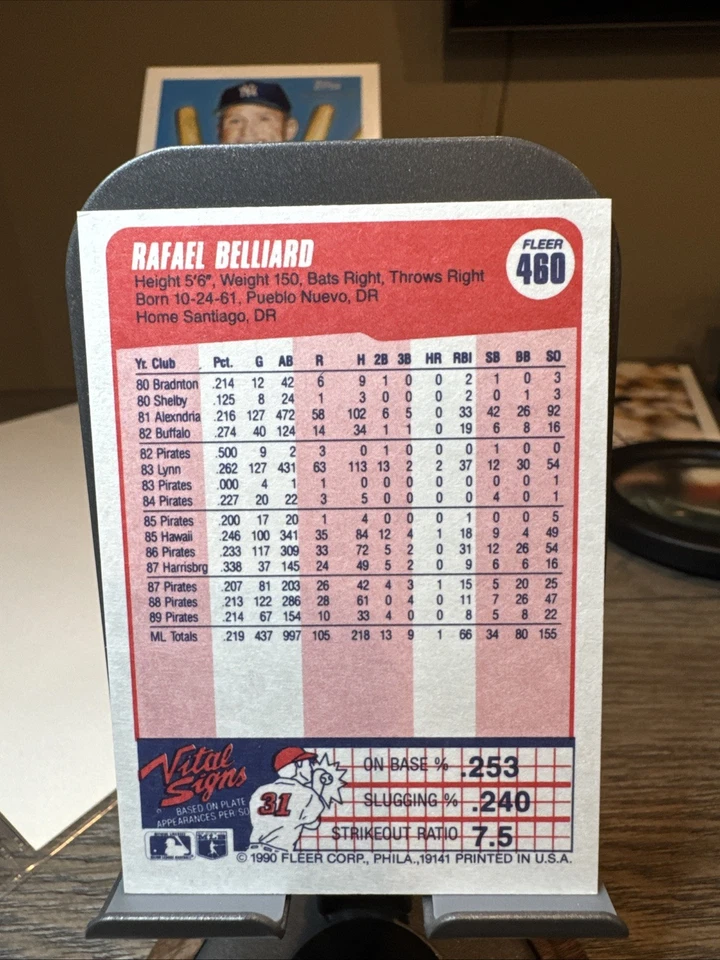 Topps
NY
RAFAEL BELLIARD
FLEER
460
Height 5'6", Weight 150, Bats Right, Throws Right
Born 10-24-61, Pueblo Nuevo, DR
Home Santiago, DR
Yr. Club Pct. G AB R H 2B 3B HR RBI SB BB SO
80 Bradnton .214 12 42 6 9 1 0 0 2 1 0 3
80 Shelby .125 8 24 1 3 0 0 0 2 0 1 3
81 Alexndria .216 127 472 58 102 6 5 0 33 42 26 92
82 Buffalo .274 40 124 14 34 1 1 0 19 6 8 16
82 Pirates .500 9 2 3 0 1 0 0 0 1 0 0
83 Lynn .262 127 431 63 113 13 2 2 37 12 30 54
83 Pirates .000 4 1 1 0 0 0 0 0 0 0 1
84 Pirates .227 20 22 3 5 0 0 0 0 4 0 1
85 Pirates .200 17 20 1 4 0 0 0 1 0 0 5
85 Hawaii .246 100 341 35 84 12 4 1 18 9 4 49
86 Pirates .233 117 309 33 72 5 2 0 31 12 26 54
87 Harrisbrg .338 37 145 24 49 5 2 0 9 6 6 16
87 Pirates .207 81 203 26 42 4 3 1 15 5 20 25
88 Pirates .213 122 286 28 61 0 4 0 11 7 26 47
89 Pirates .214 67 154 10 33 4 0 0 8 5 8 22
ML Totals .219 437 997 105 218 13 9 1 66 34 80 155
Vital
Signs
BASED ON PLATE
APPEARANCES PER SO
31
ON BASE % .253
SLUGGING % .240
STRIKEOUT RATIO 7.5
© 1990 FLEER CORP., PHILA.,19141 PRINTED IN U.S.A.